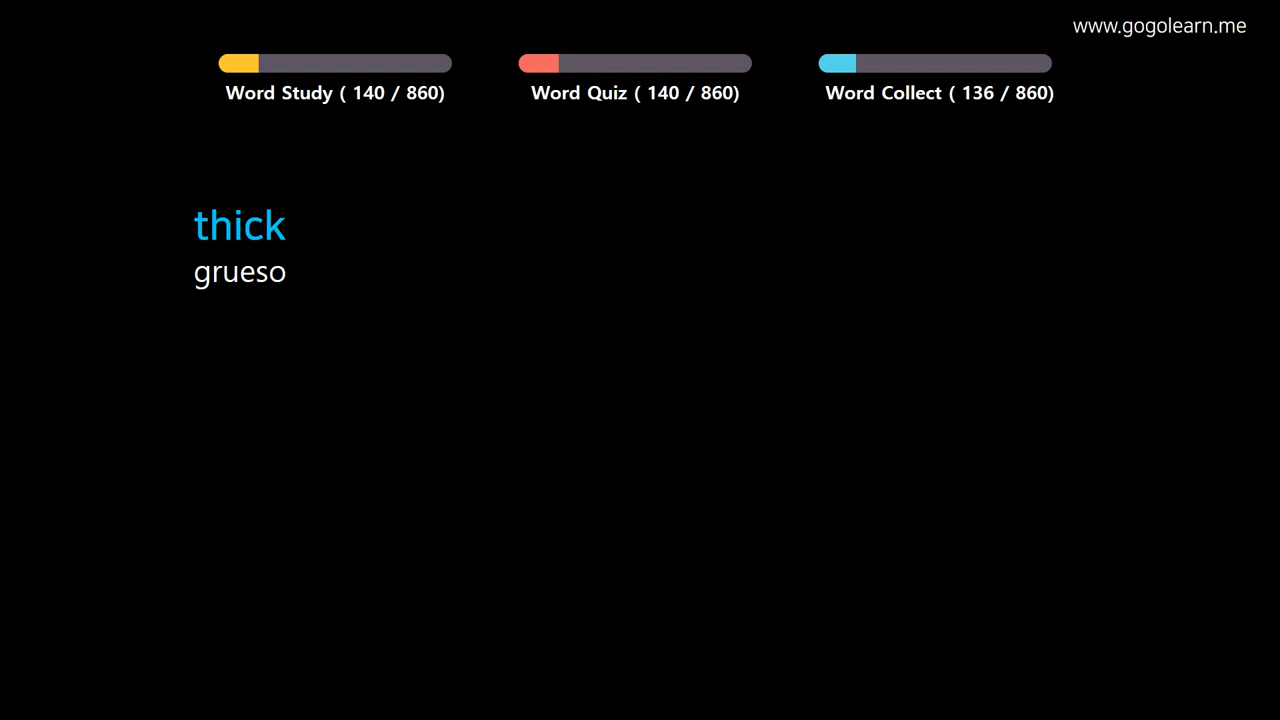 www.gogolearn.me
Word Study ( 140 / 860)
Word Quiz ( 140 / 860)
Word Collect ( 136 / 860)
thick
grueso